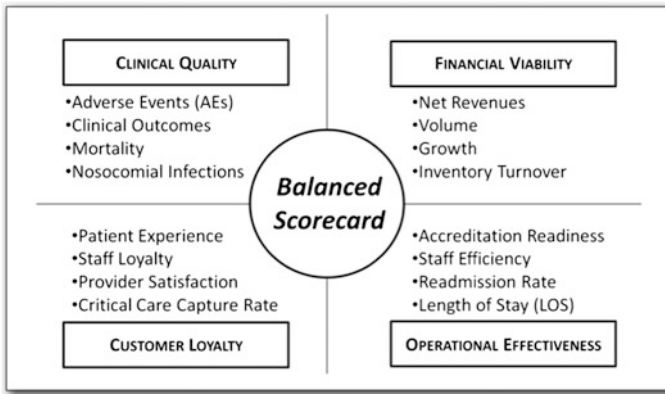 CLINICAL QUALITY
•Adverse Events (AEs)
•Clinical Outcomes
•Mortality
•Nosocomial Infections
FINANCIAL VIABILITY
•Net Revenues
•Volume
•Growth
•Inventory Turnover
Balanced
Scorecard
•Patient Experience
•Staff Loyalty
•Provider Satisfaction
•Critical Care Capture Rate
CUSTOMER LOYALTY
•Accreditation Readiness
•Staff Efficiency
•Readmission Rate
•Length of Stay (LOS)
OPERATIONAL EFFECTIVENESS